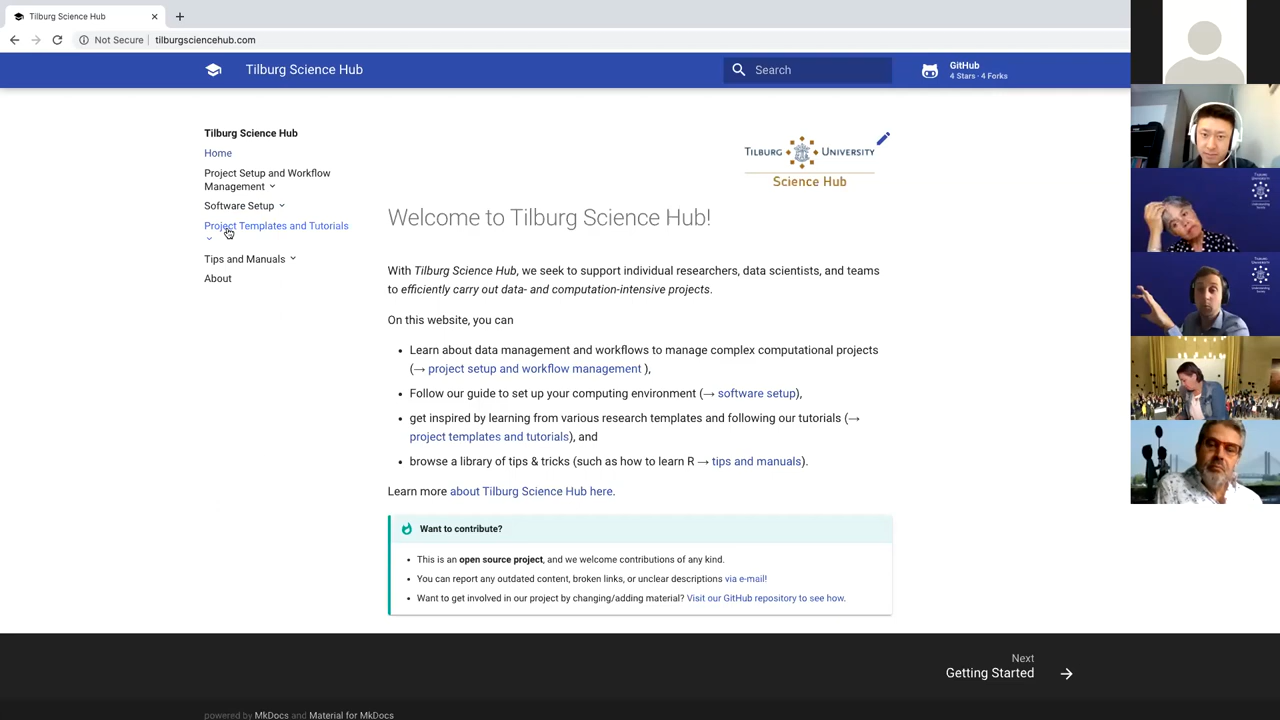 Tilburg Science Hub
Not Secure
tilburgsciencehub.com
Tilburg Science Hub
Search
GitHub
4 Stars · 4 Forks
Tilburg Science Hub
Home
Project Setup and Workflow
Management
Software Setup
Project Templates and Tutorials
Tips and Manuals
About
TILBURG UNIVERSITY
Science Hub
Welcome to Tilburg Science Hub!
With Tilburg Science Hub, we seek to support individual researchers, data scientists, and teams
to efficiently carry out data- and computation-intensive projects.
On this website, you can
• Learn about data management and workflows to manage complex computational projects
(→ project setup and workflow management ),
• Follow our guide to set up your computing environment (→ software setup),
• get inspired by learning from various research templates and following our tutorials (→
project templates and tutorials), and
• browse a library of tips & tricks (such as how to learn R → tips and manuals).
Learn more about Tilburg Science Hub here.
Want to contribute?
• This is an open source project, and we welcome contributions of any kind.
• You can report any outdated content, broken links, or unclear descriptions via e-mail!
• Want to get involved in our project by changing/adding material? Visit our GitHub repository to see how.
Next
Getting Started
powered by MkDocs and Material for MkDocs